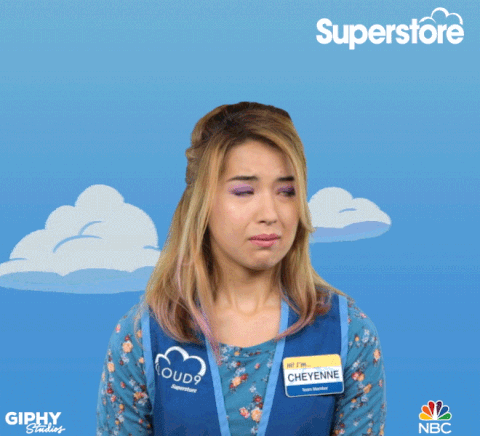 Superstore
CLOUD9
Superstore
Hi! I'm...
CHEYENNE
Team Member
GIPHY
Studios
NBC